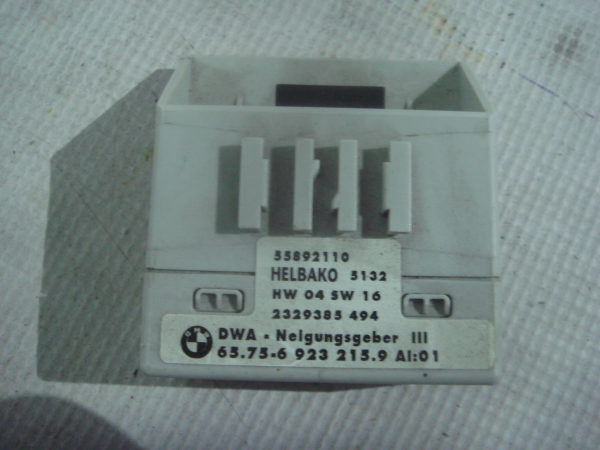 55892110
HELBAKO 5132
HW 04 SW 16
2329385 494
BMW
DWA - Neigungsgeber III
65.75-6 923 215.9 AI:01